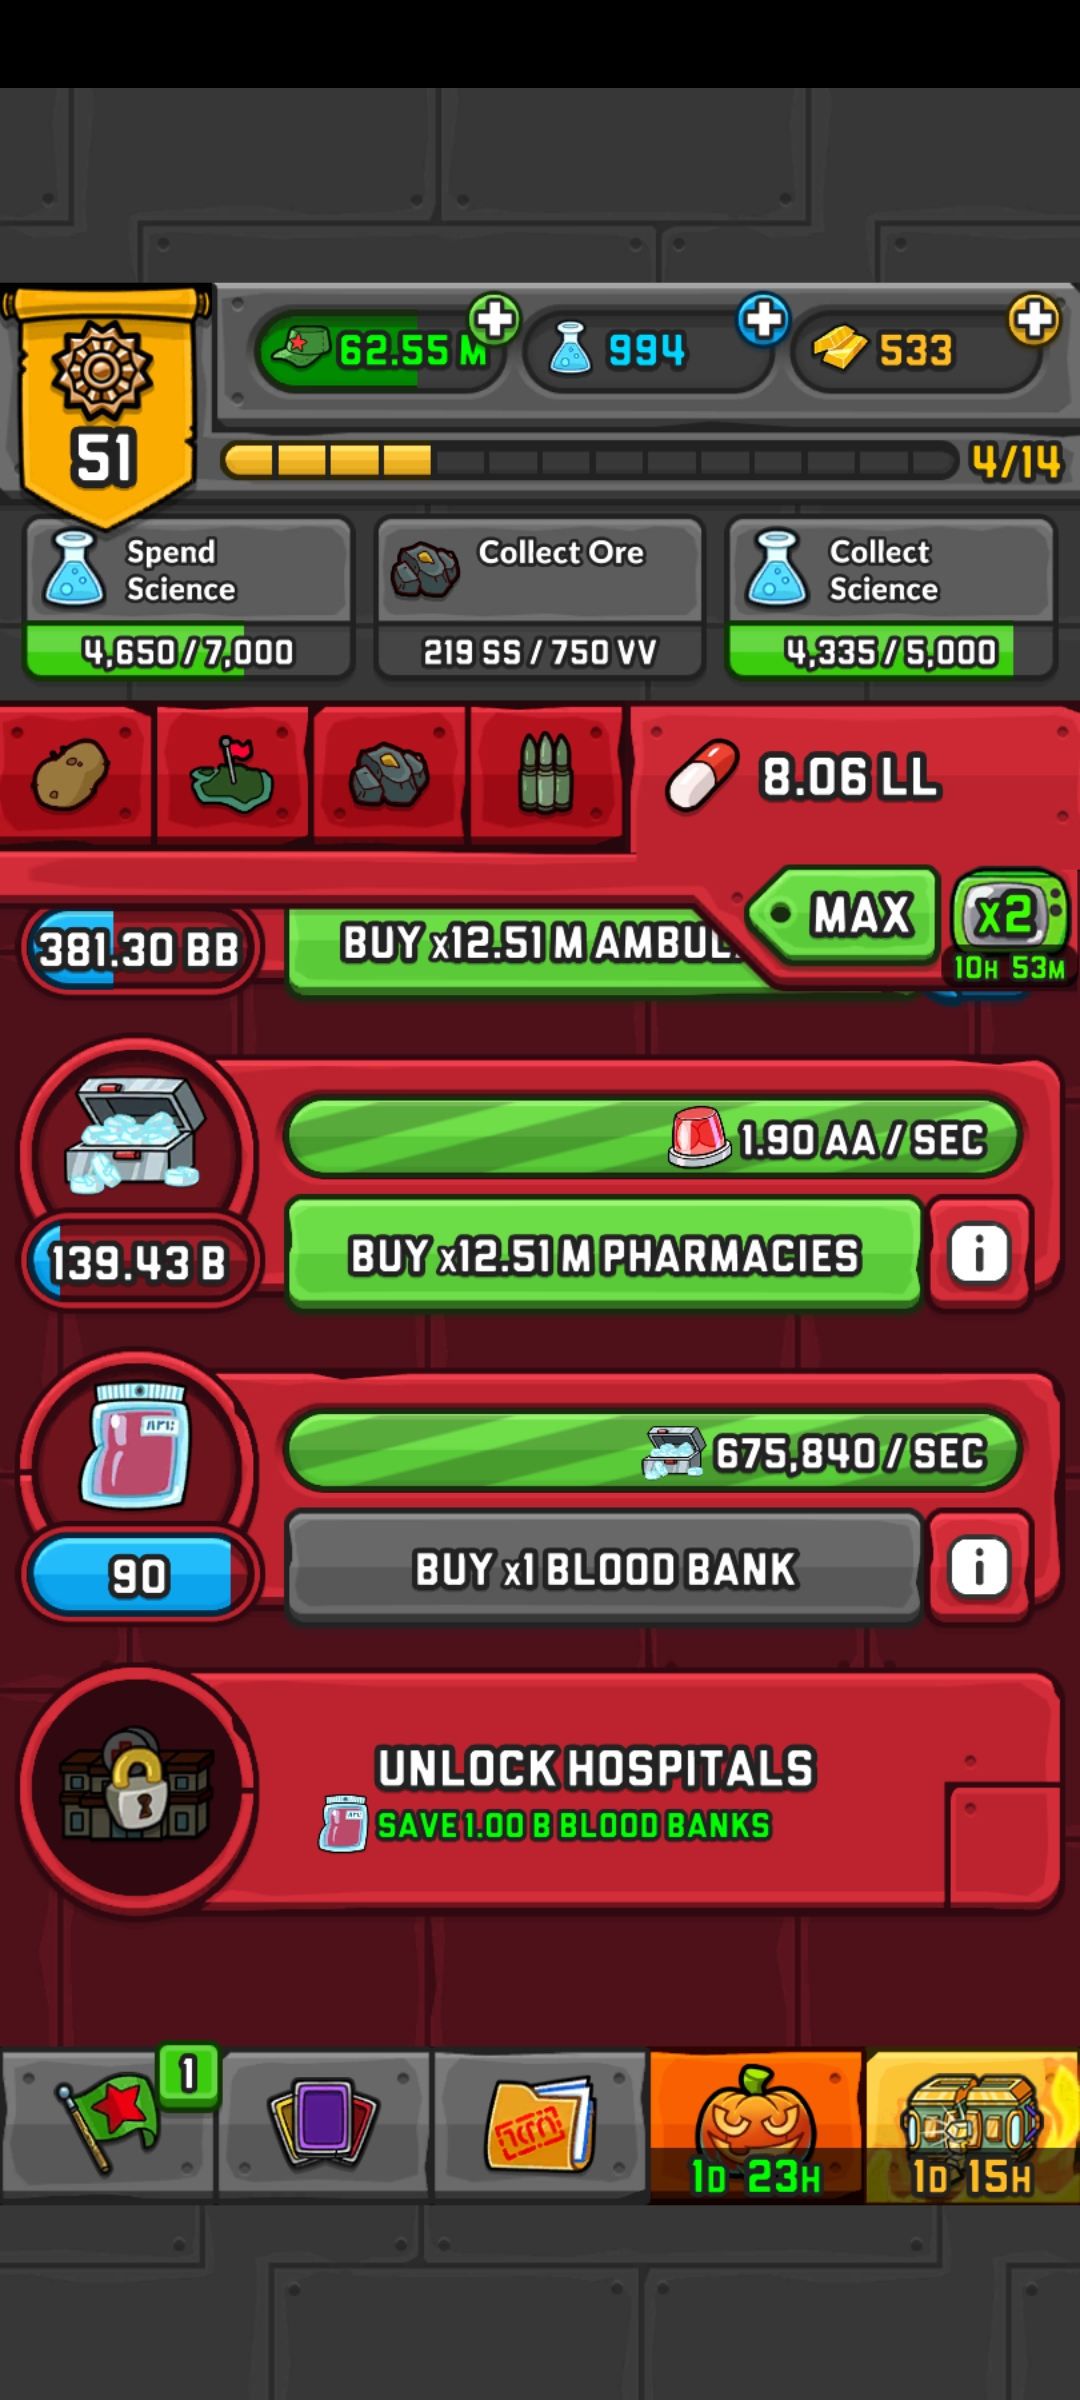 62.55 M
994
533
51
4/14
Spend
Science
4,650 / 7,000
Collect Ore
219 SS / 750 VV
Collect
Science
4,335 / 5,000
8.06 LL
MAX
x2
10H 53M
381.30 BB
BUY x12.51 M AMBUL
1.90 AA / SEC
139.43 B
BUY x12.51 M PHARMACIES
i
675,840 / SEC
90
BUY x1 BLOOD BANK
i
UNLOCK HOSPITALS
SAVE 1.00 B BLOOD BANKS
1
1D 23H
1D 15H